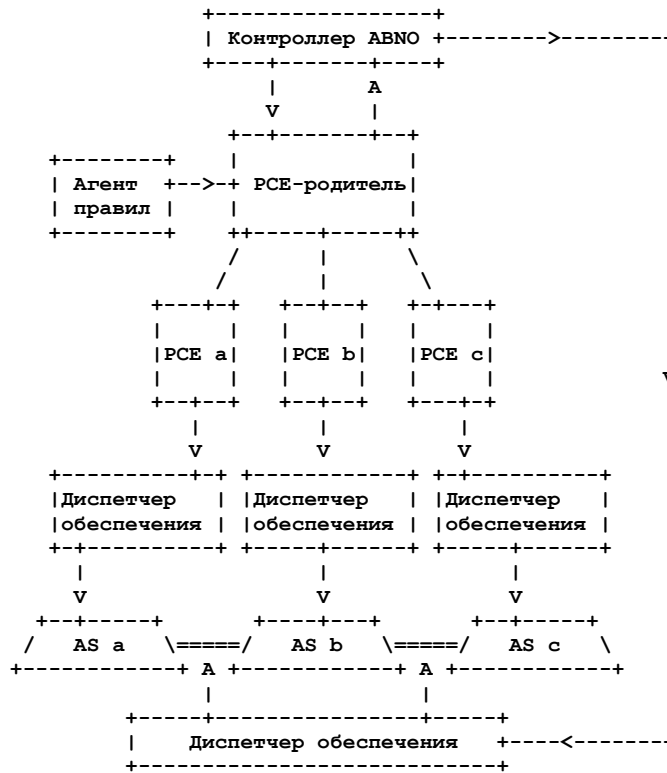 Контроллер ABNO
Агент
правил
PCE-родитель
PCE a
PCE b
PCE c
Диспетчер
обеспечения
Диспетчер
обеспечения
Диспетчер
обеспечения
AS a
AS b
AS c
Диспетчер обеспечения